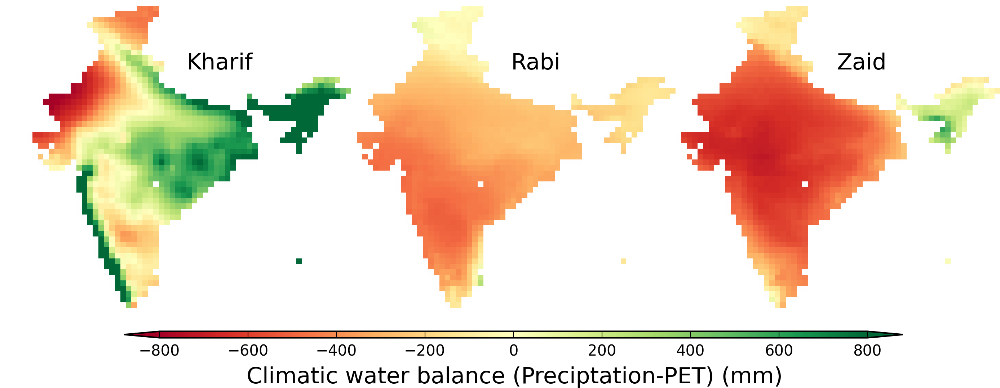 Kharif Rabi Zaid
−800 −600 −400 −200 0 200 400 600 800
Climatic water balance (Preciptation-PET) (mm)